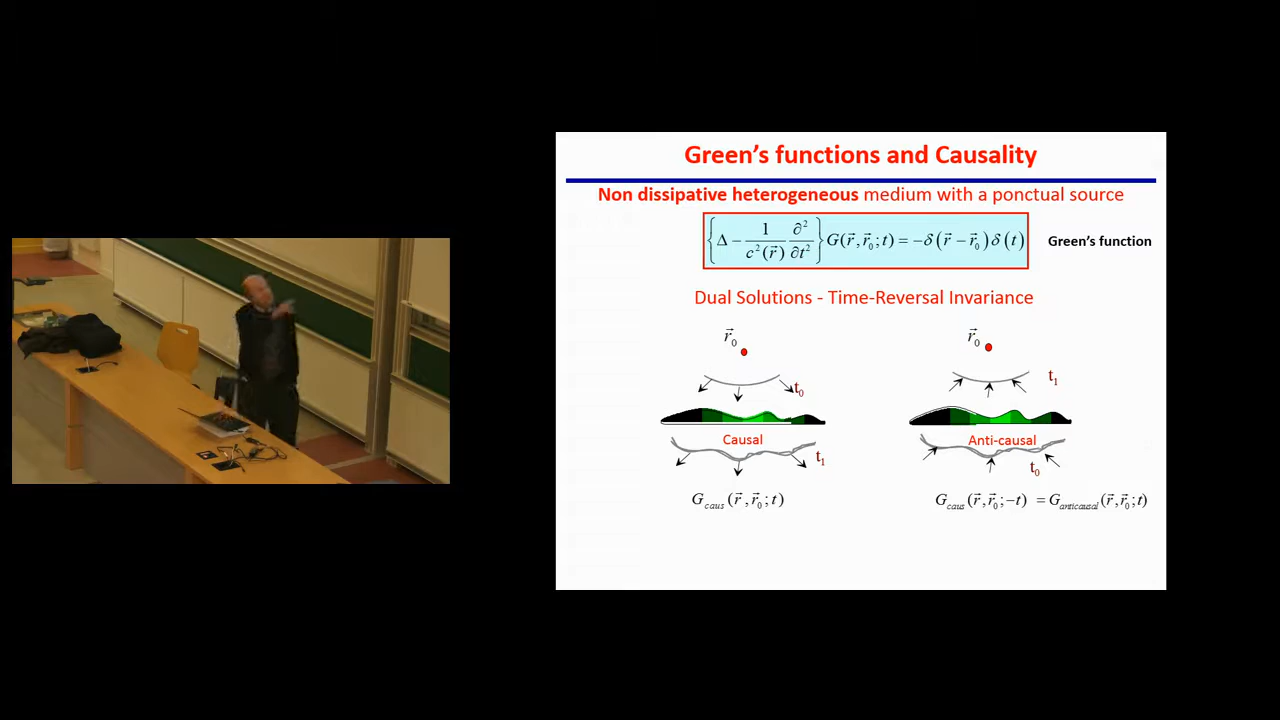 Green's functions and Causality
Non dissipative heterogeneous medium with a ponctual source
{Δ − 1/c²(r⃗) ∂²/∂t²} G(r⃗,r⃗₀;t) = −δ(r⃗ − r⃗₀)δ(t)
Green's function
Dual Solutions - Time-Reversal Invariance
r⃗₀
r⃗₀
t₀
t₁
Causal
Anti-causal
t₁
t₀
G_caus(r⃗,r⃗₀;t)
G_caus(r⃗,r⃗₀;−t) = G_anticausal(r⃗,r⃗₀;t)